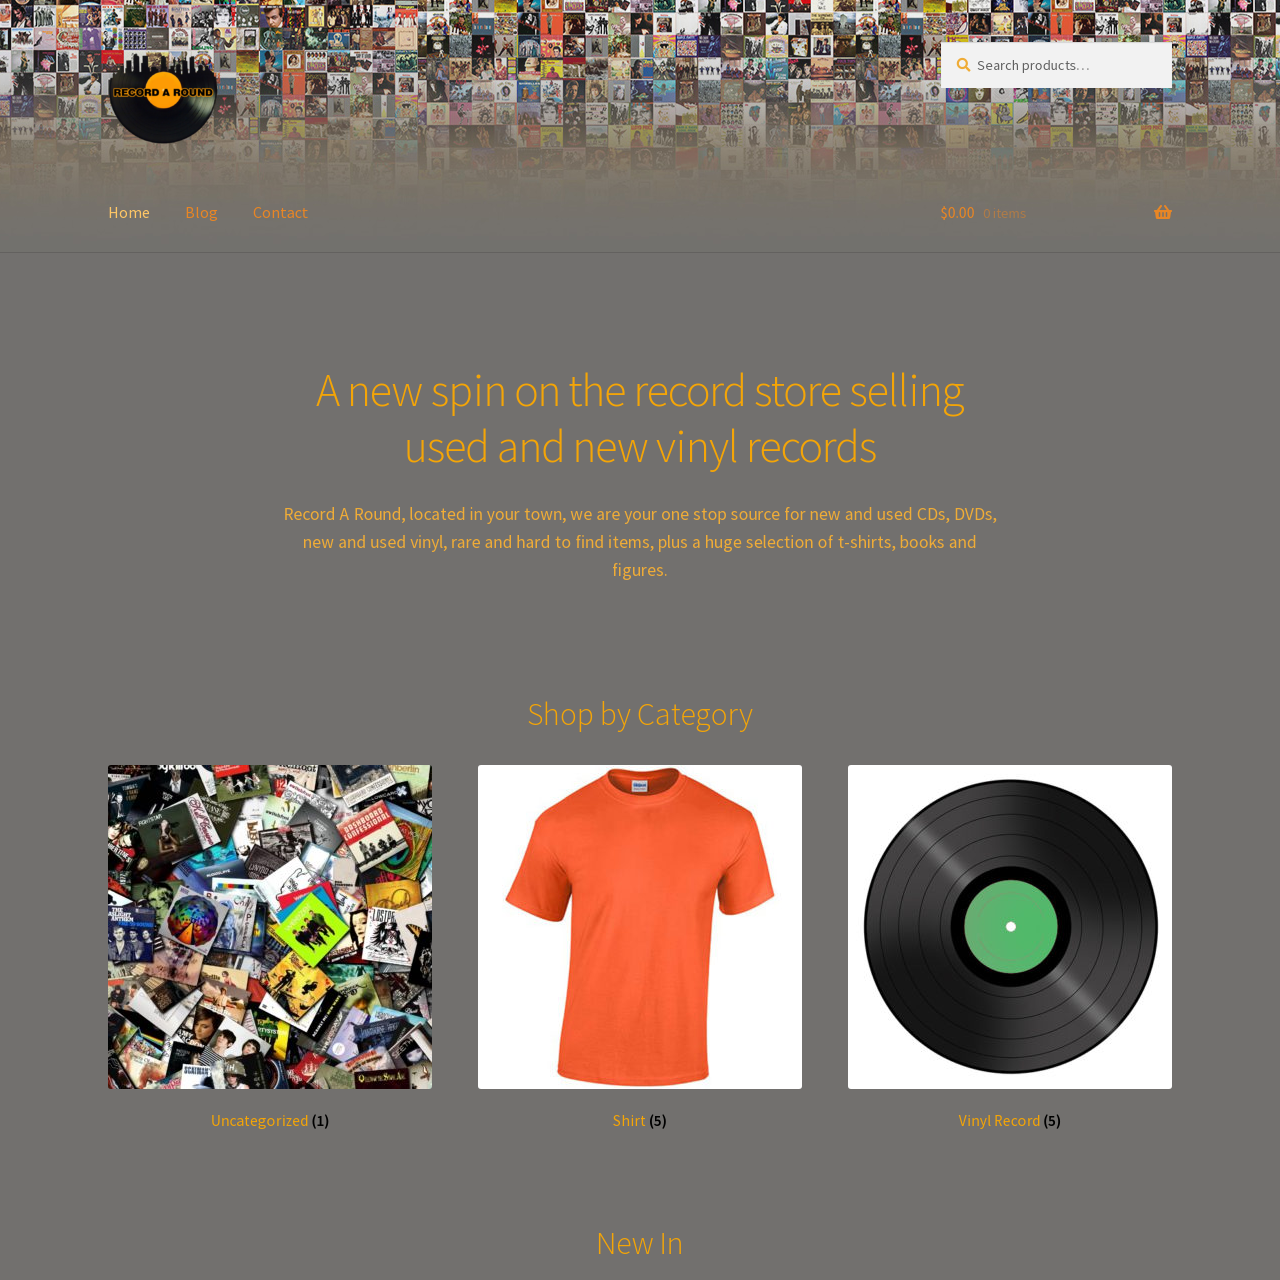 RECORD A ROUND
Search products…
Home
Blog
Contact
$0.00 0 items
A new spin on the record store selling
used and new vinyl records
Record A Round, located in your town, we are your one stop source for new and used CDs, DVDs,
new and used vinyl, rare and hard to find items, plus a huge selection of t-shirts, books and
figures.
Shop by Category
DASHBOARD
CONFESSIONAL
Uncategorized (1)
Shirt (5)
Vinyl Record (5)
New In